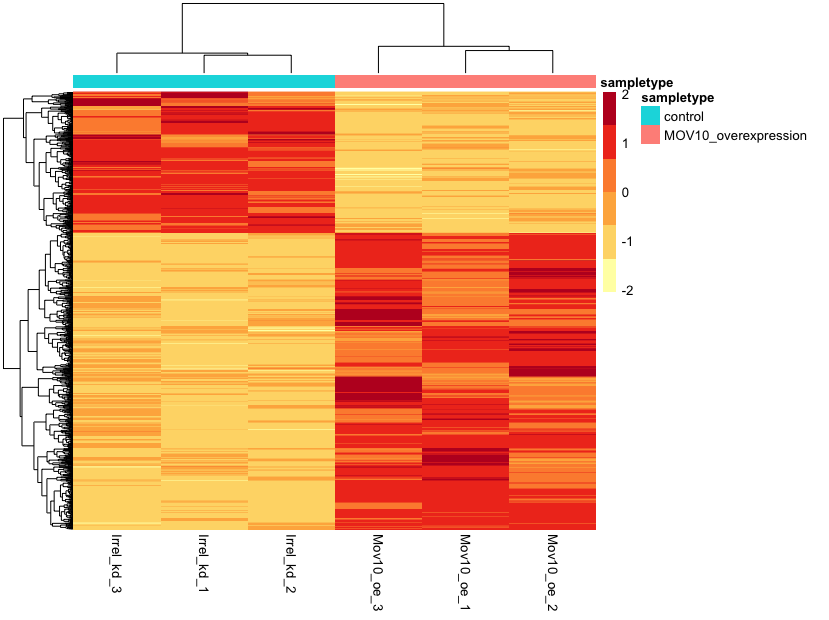 sampletype
2
1
0
-1
-2
sampletype
control
MOV10_overexpression
Irrel_kd_3
Irrel_kd_1
Irrel_kd_2
Mov10_oe_3
Mov10_oe_1
Mov10_oe_2